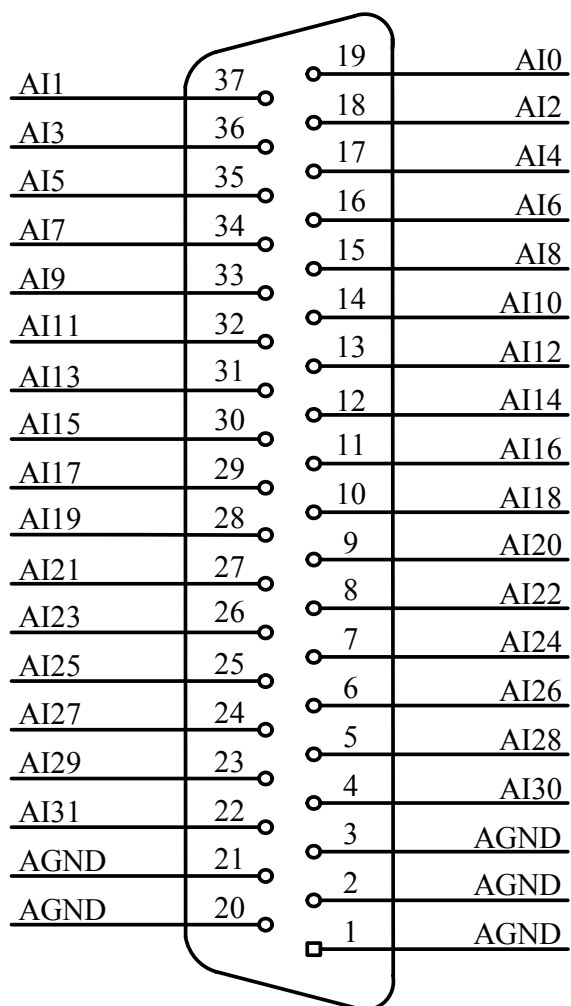 19 AI0
AI1 37
18 AI2
AI3 36
17 AI4
AI5 35
16 AI6
AI7 34
15 AI8
AI9 33
14 AI10
AI11 32
13 AI12
AI13 31
12 AI14
AI15 30
11 AI16
AI17 29
10 AI18
AI19 28
9 AI20
AI21 27
8 AI22
AI23 26
7 AI24
AI25 25
6 AI26
AI27 24
5 AI28
AI29 23
4 AI30
AI31 22
3 AGND
AGND 21
2 AGND
AGND 20
1 AGND